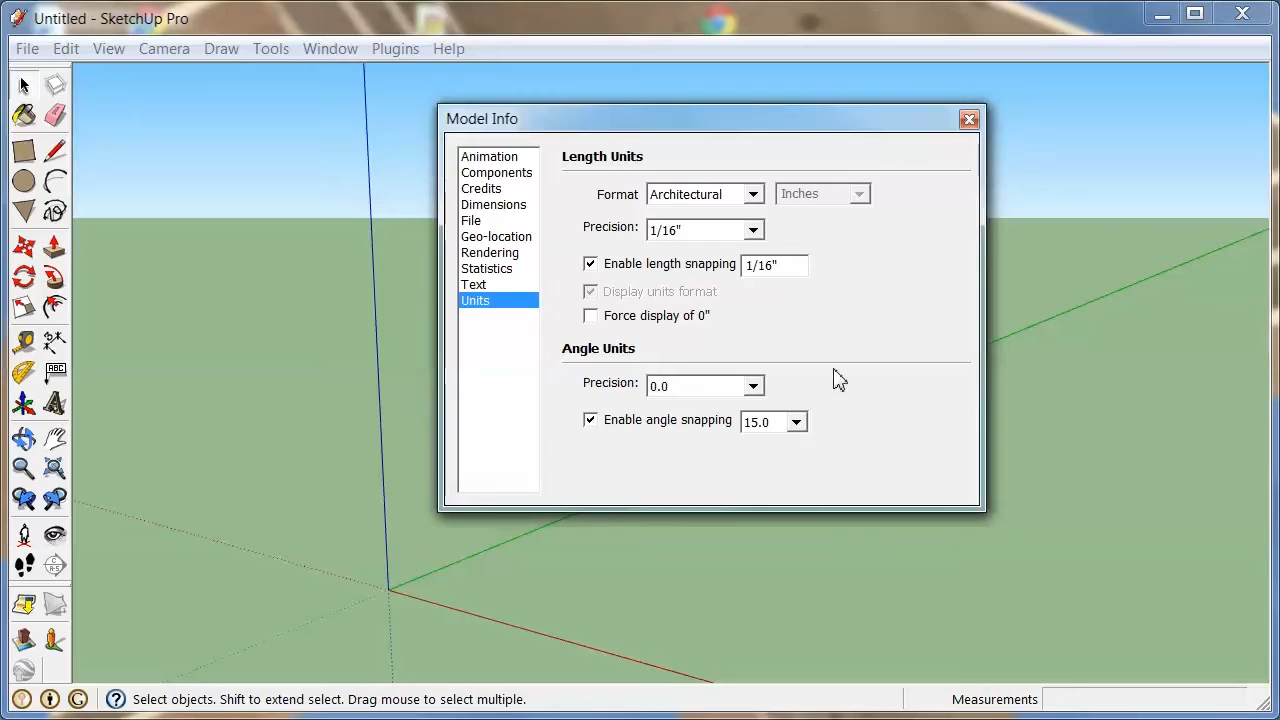 Untitled - SketchUp Pro
File Edit View Camera Draw Tools Window Plugins Help
Model Info
Animation
Components
Credits
Dimensions
File
Geo-location
Rendering
Statistics
Text
Units
Length Units
Format Architectural Inches
Precision: 1/16"
Enable length snapping 1/16"
Display units format
Force display of 0"
Angle Units
Precision: 0.0
Enable angle snapping 15.0
ABC
Select objects. Shift to extend select. Drag mouse to select multiple.
Measurements